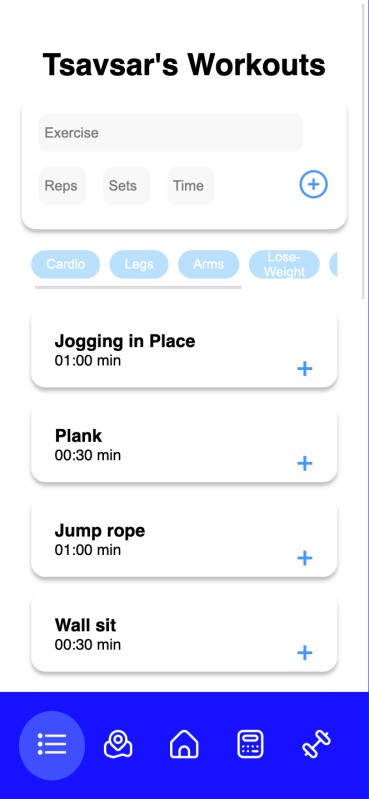 Tsavsar's Workouts
Exercise
Reps Sets Time
Cardio Legs Arms Lose-
Weight
Jogging in Place
01:00 min
Plank
00:30 min
Jump rope
01:00 min
Wall sit
00:30 min